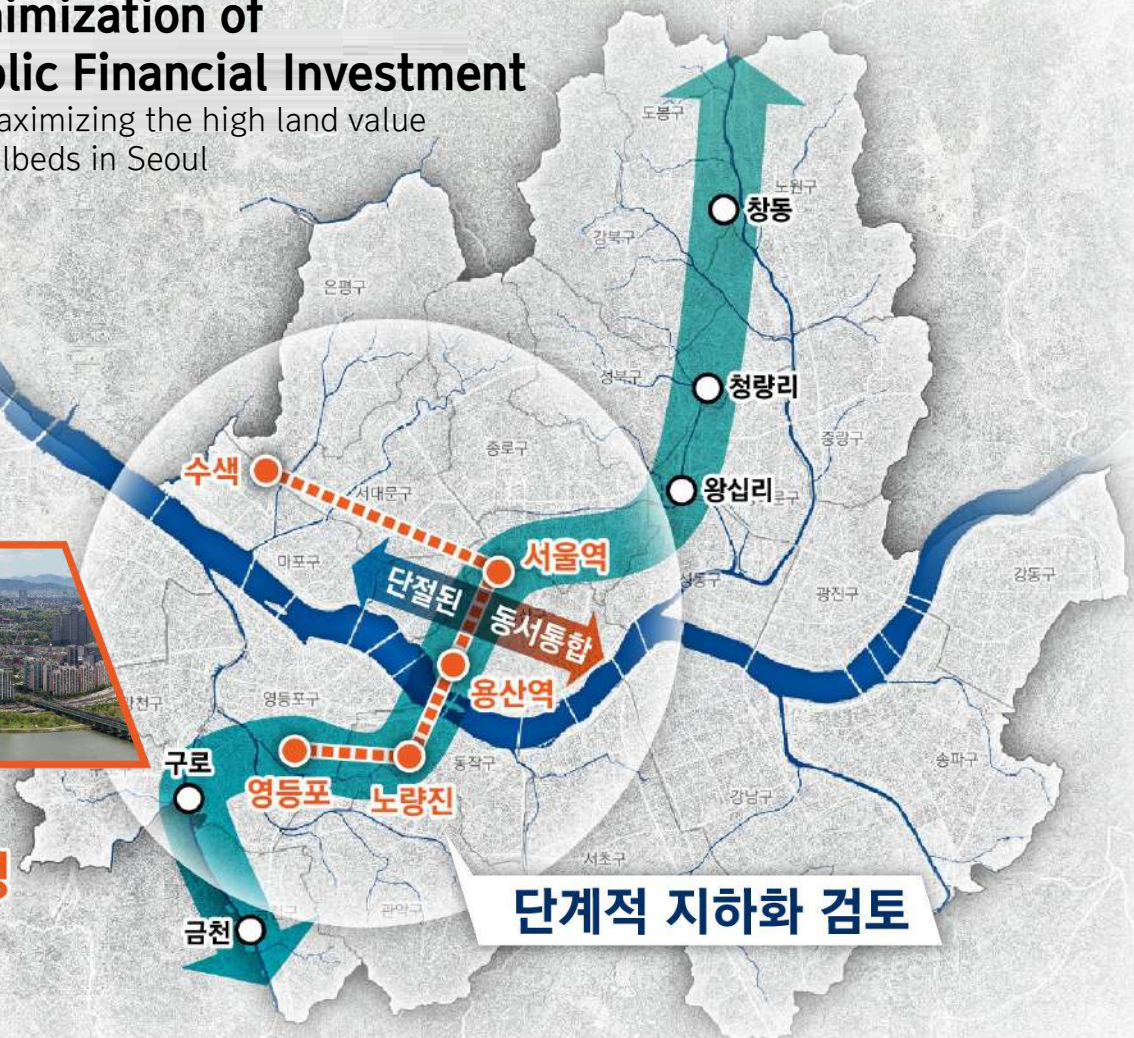 imization of
lic Financial Investment
aximizing the high land value
lbeds in Seoul
도봉구
노원구
창동
강북구
은평구
성북구
청량리
중랑구
종로구
수색
왕십리
서대문구
서울역
마포구
단절된
동서통합
성동구
광진구
강동구
용산역
영등포구
구로
영등포
노량진
동작구
강남구
송파구
서초구
단계적 지하화 검토
관악구
금천